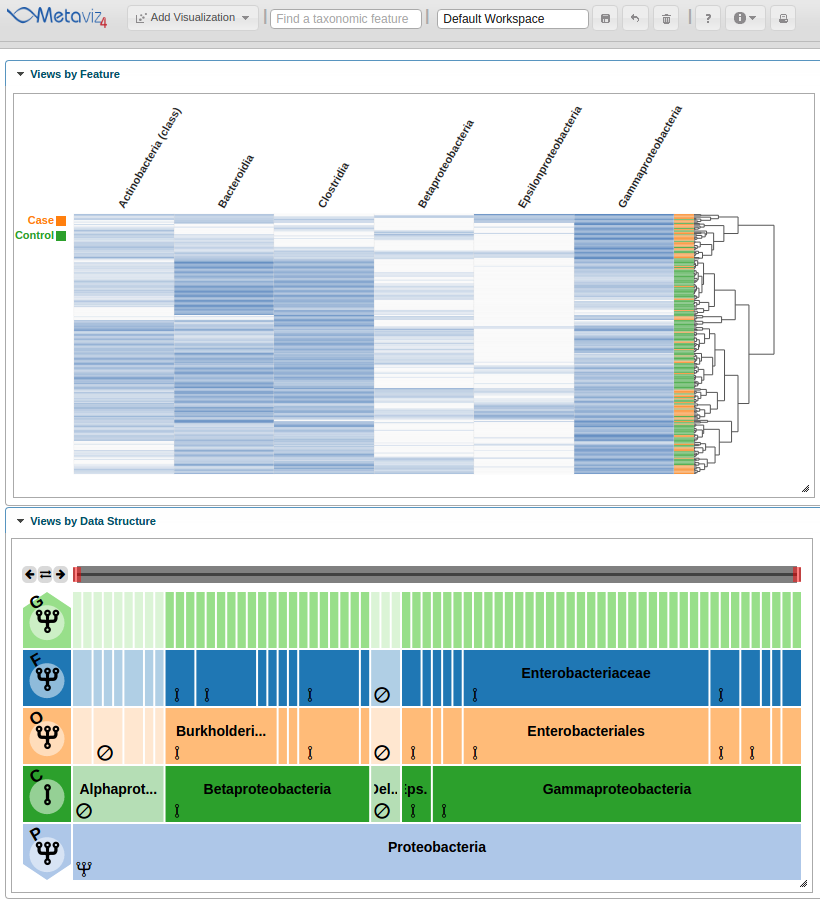 Metaviz4
Add Visualization
Find a taxonomic feature
Default Workspace
?
i
Views by Feature
Actinobacteria (class)
Bacteroidia
Clostridia
Betaproteobacteria
Epsilonproteobacteria
Gammaproteobacteria
Case
Control
Views by Data Structure
G
F
Enterobacteriaceae
O
Burkholderi...
Enterobacteriales
C
Alphaprot...
Betaproteobacteria
Del..
Eps.
Gammaproteobacteria
P
Proteobacteria